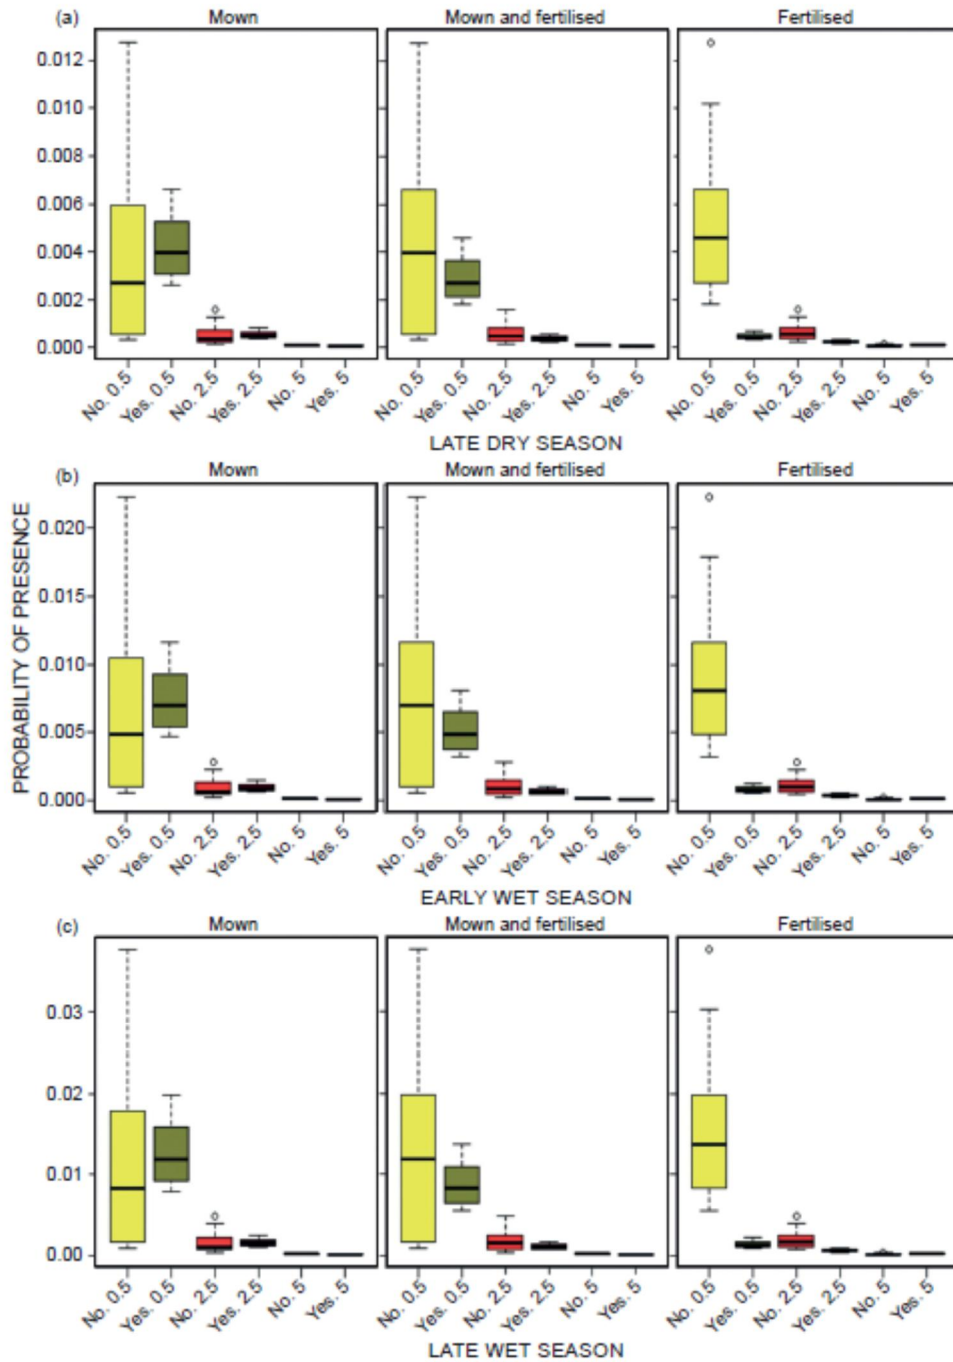 (a) Mown Mown and fertilised Fertilised
0.012
0.010
0.008
0.006
0.004
0.002
0.000
No. 0.5 Yes. 0.5 No. 2.5 Yes. 2.5 No. 5 Yes. 5 No. 0.5 Yes. 0.5 No. 2.5 Yes. 2.5 No. 5 Yes. 5 No. 0.5 Yes. 0.5 No. 2.5 Yes. 2.5 No. 5 Yes. 5
LATE DRY SEASON
(b) Mown Mown and fertilised Fertilised
PROBABILITY OF PRESENCE
0.020
0.015
0.010
0.005
0.000
No. 0.5 Yes. 0.5 No. 2.5 Yes. 2.5 No. 5 Yes. 5 No. 0.5 Yes. 0.5 No. 2.5 Yes. 2.5 No. 5 Yes. 5 No. 0.5 Yes. 0.5 No. 2.5 Yes. 2.5 No. 5 Yes. 5
EARLY WET SEASON
(c) Mown Mown and fertilised Fertilised
0.03
0.02
0.01
0.00
No. 0.5 Yes. 0.5 No. 2.5 Yes. 2.5 No. 5 Yes. 5 No. 0.5 Yes. 0.5 No. 2.5 Yes. 2.5 No. 5 Yes. 5 No. 0.5 Yes. 0.5 No. 2.5 Yes. 2.5 No. 5 Yes. 5
LATE WET SEASON